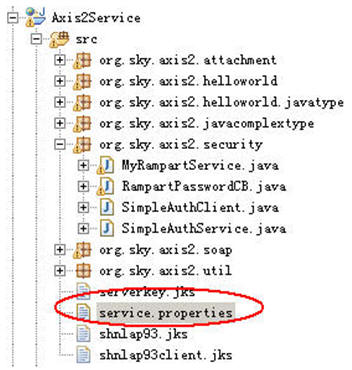 Axis2Service
src
org.sky.axis2.attachment
org.sky.axis2.helloworld
org.sky.axis2.helloworld.javatype
org.sky.axis2.javacomplextype
org.sky.axis2.security
MyRampartService.java
RampartPasswordCB.java
SimpleAuthClient.java
SimpleAuthService.java
org.sky.axis2.soap
org.sky.axis2.util
serverkey.jks
service.properties
shnlap93.jks
shnlap93client.jks